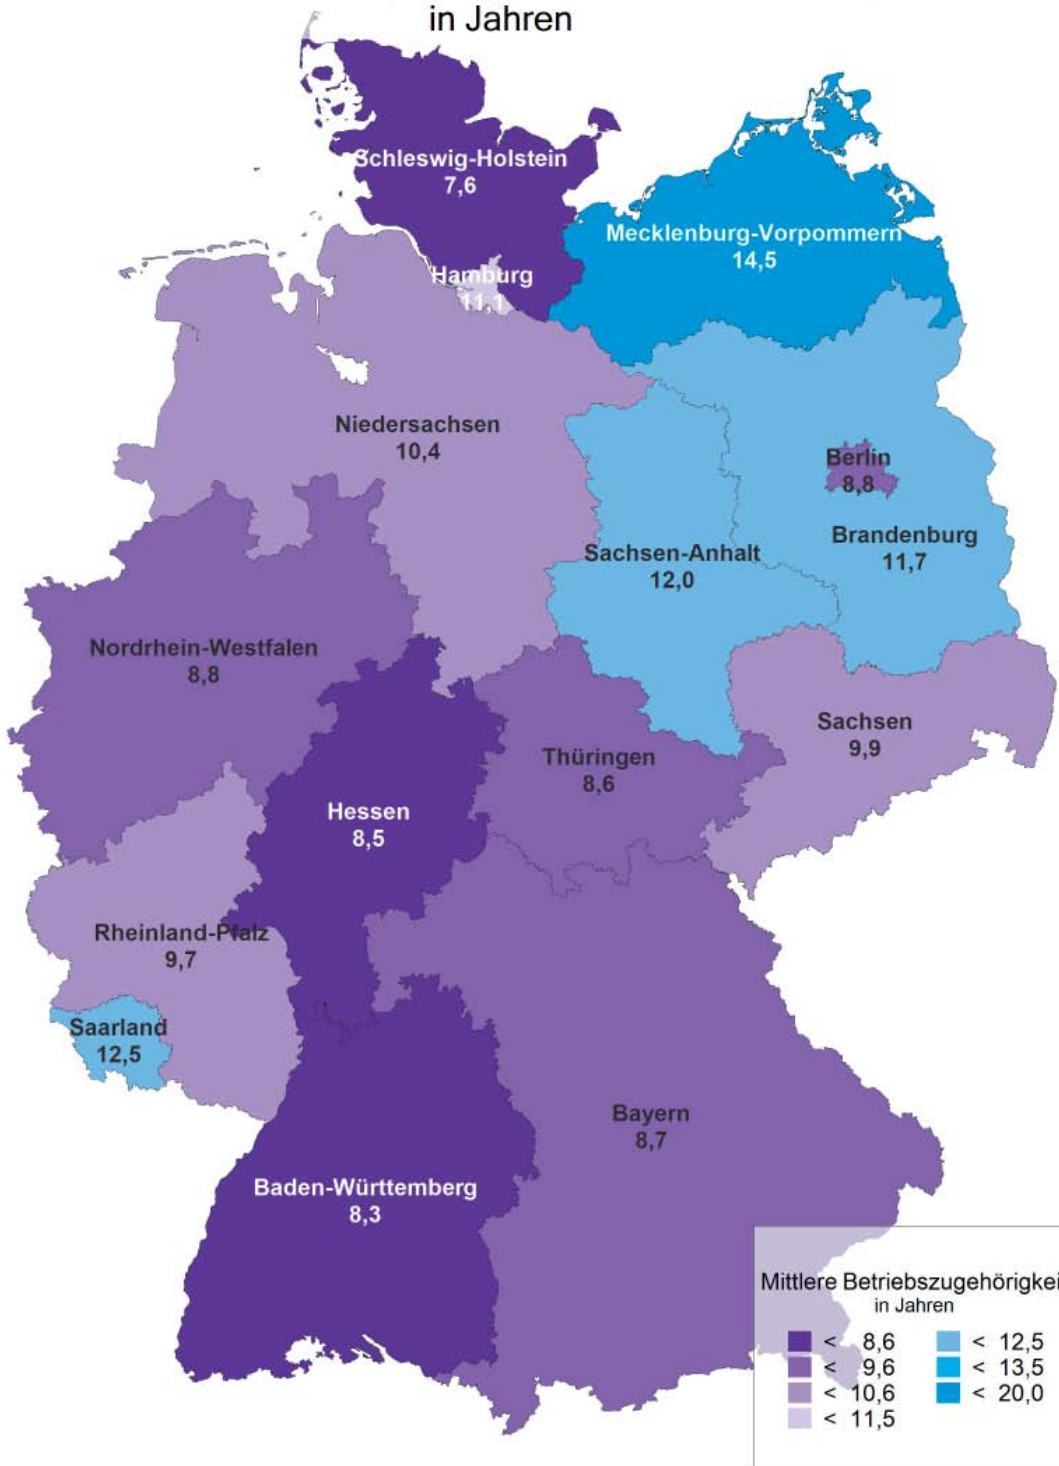 in Jahren
Schleswig-Holstein
7,6
Mecklenburg-Vorpommern
14,5
Hamburg
11,1
Niedersachsen
10,4
Berlin
8,8
Brandenburg
11,7
Sachsen-Anhalt
12,0
Nordrhein-Westfalen
8,8
Sachsen
9,9
Thüringen
8,6
Hessen
8,5
Rheinland-Pfalz
9,7
Saarland
12,5
Bayern
8,7
Baden-Württemberg
8,3
Mittlere Betriebszugehörigkei
in Jahren
< 8,6
< 9,6
< 10,6
< 11,5
< 12,5
< 13,5
< 20,0